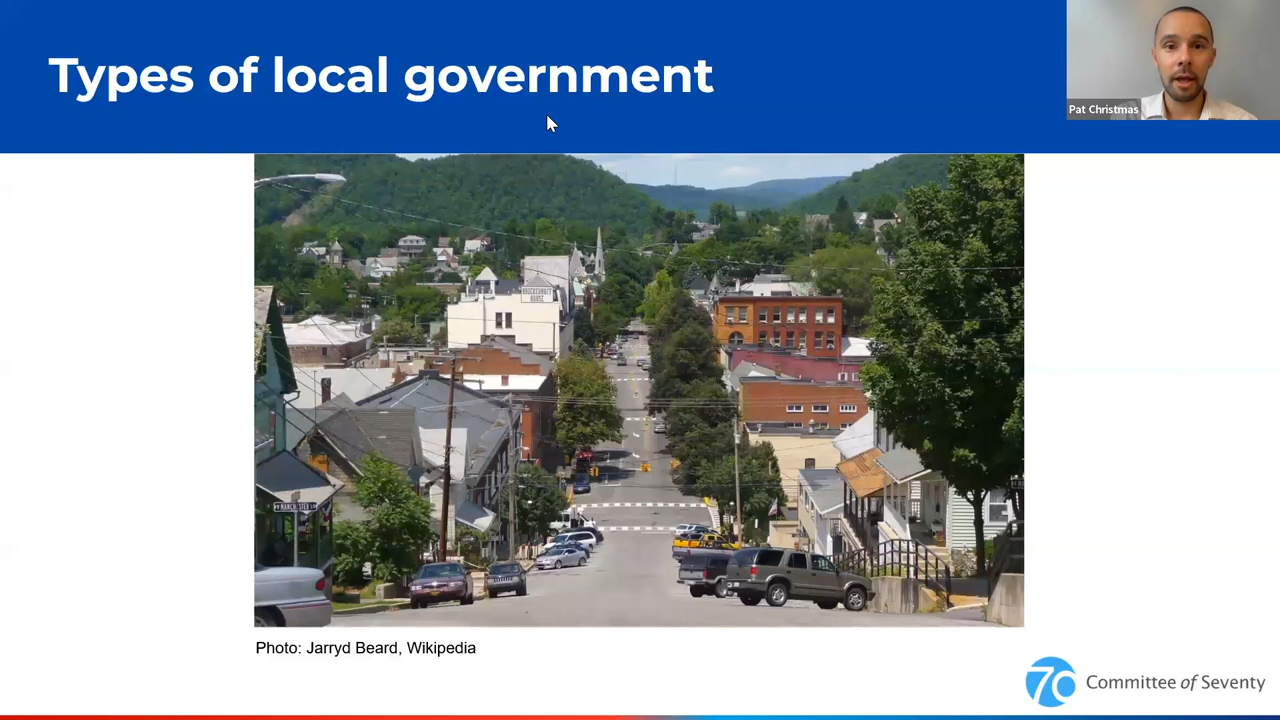 Types of local government
Pat Christmas
Photo: Jarryd Beard, Wikipedia
70
Committee of Seventy